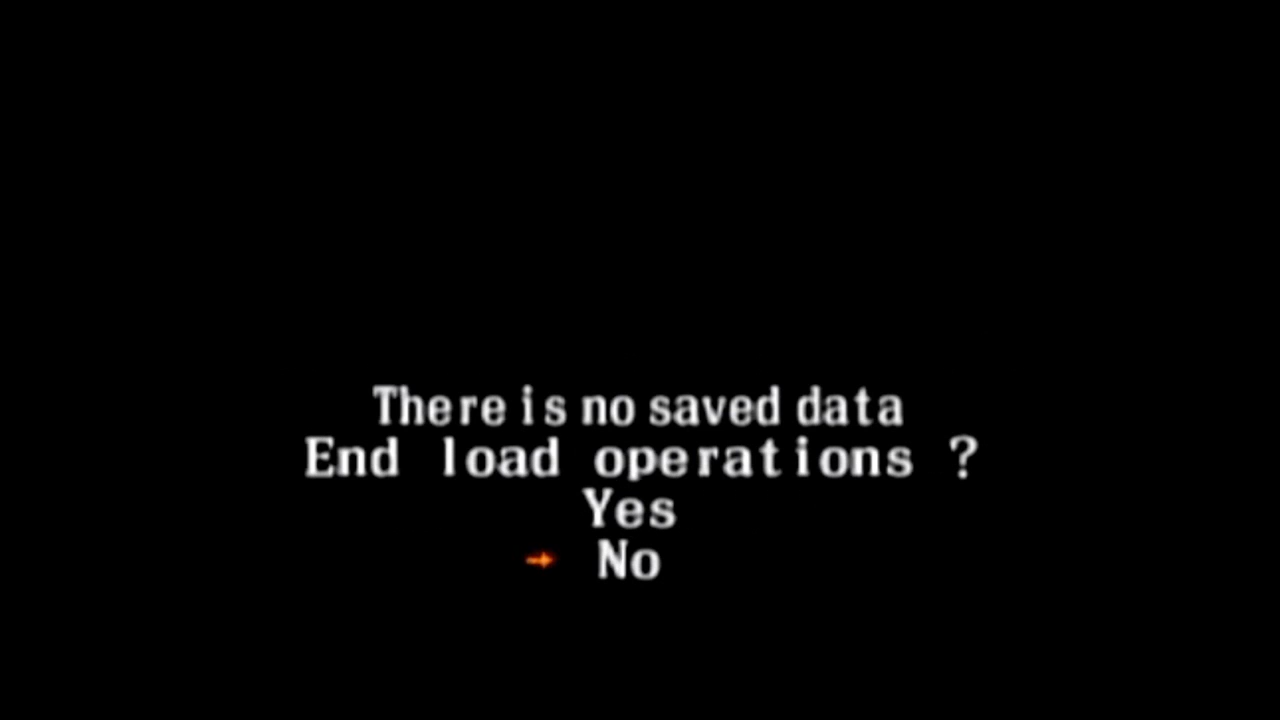 There is no saved data
End load operations ?
Yes
No